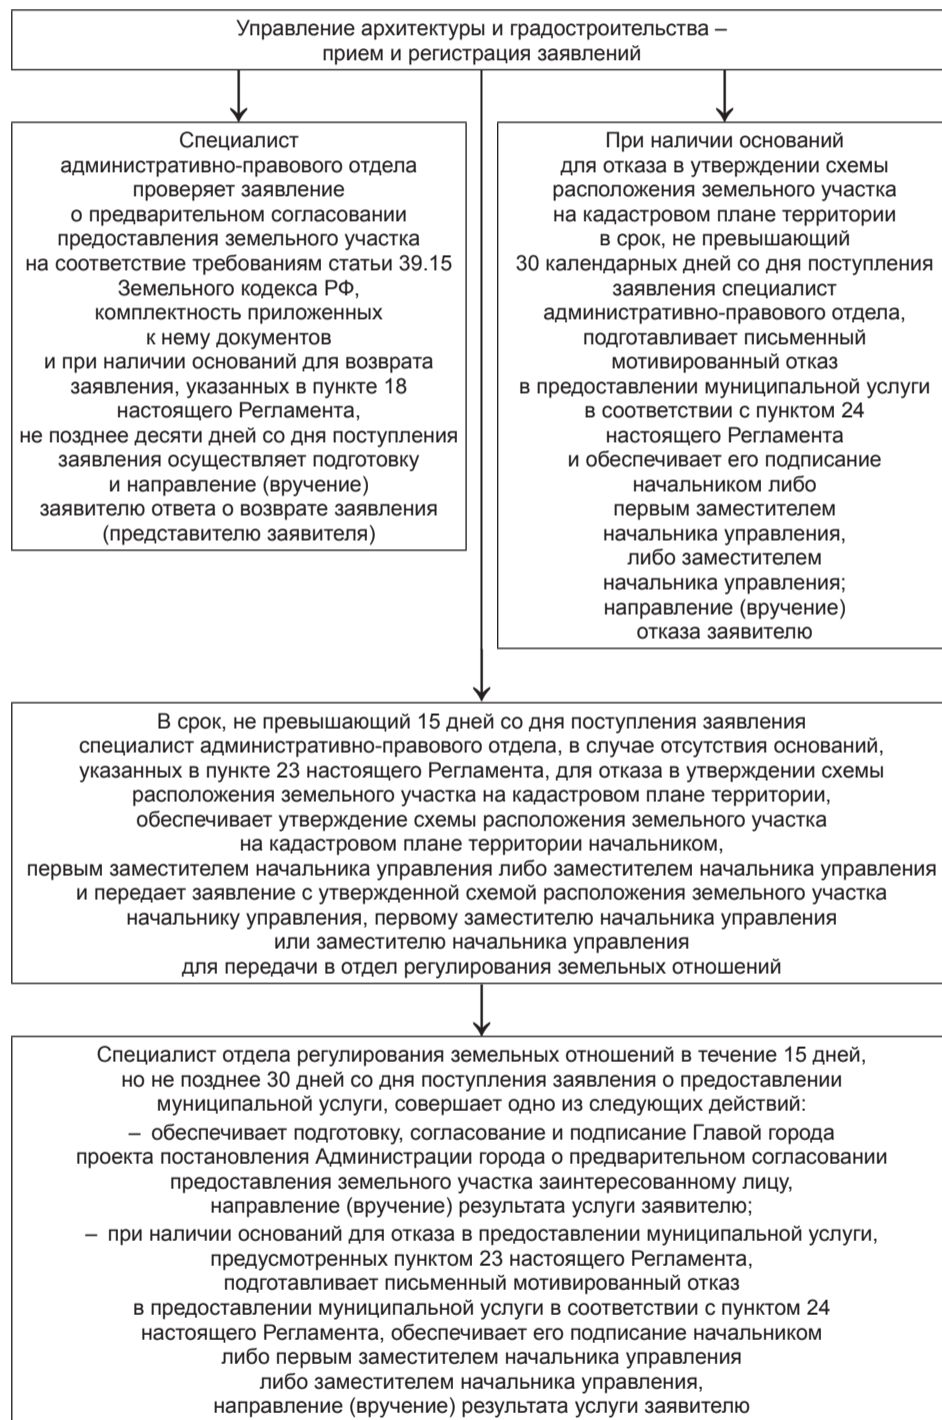 Управление архитектуры и градостроительства –
прием и регистрация заявлений
Специалист
административно-правового отдела
проверяет заявление
о предварительном согласовании
предоставления земельного участка
на соответствие требованиям статьи 39.15
Земельного кодекса РФ,
комплектность приложенных
к нему документов
и при наличии оснований для возврата
заявления, указанных в пункте 18
настоящего Регламента,
не позднее десяти дней со дня поступления
заявления осуществляет подготовку
и направление (вручение)
заявителю ответа о возврате заявления
(представителю заявителя)
При наличии оснований
для отказа в утверждении схемы
расположения земельного участка
на кадастровом плане территории
в срок, не превышающий
30 календарных дней со дня поступления
заявления специалист
административно-правового отдела,
подготавливает письменный
мотивированный отказ
в предоставлении муниципальной услуги
в соответствии с пунктом 24
настоящего Регламента
и обеспечивает его подписание
начальником либо
первым заместителем
начальника управления,
либо заместителем
начальника управления;
направление (вручение)
отказа заявителю
В срок, не превышающий 15 дней со дня поступления заявления
специалист административно-правового отдела, в случае отсутствия оснований,
указанных в пункте 23 настоящего Регламента, для отказа в утверждении схемы
расположения земельного участка на кадастровом плане территории,
обеспечивает утверждение схемы расположения земельного участка
на кадастровом плане территории начальником,
первым заместителем начальника управления либо заместителем начальника управления
и передает заявление с утвержденной схемой расположения земельного участка
начальнику управления, первому заместителю начальника управления
или заместителю начальника управления
для передачи в отдел регулирования земельных отношений
Специалист отдела регулирования земельных отношений в течение 15 дней,
но не позднее 30 дней со дня поступления заявления о предоставлении
муниципальной услуги, совершает одно из следующих действий:
– обеспечивает подготовку, согласование и подписание Главой города
проекта постановления Администрации города о предварительном согласовании
предоставления земельного участка заинтересованному лицу,
направление (вручение) результата услуги заявителю;
– при наличии оснований для отказа в предоставлении муниципальной услуги,
предусмотренных пунктом 23 настоящего Регламента,
подготавливает письменный мотивированный отказ
в предоставлении муниципальной услуги в соответствии с пунктом 24
настоящего Регламента, обеспечивает его подписание начальником
либо первым заместителем начальника управления
либо заместителем начальника управления,
направление (вручение) результата услуги заявителю